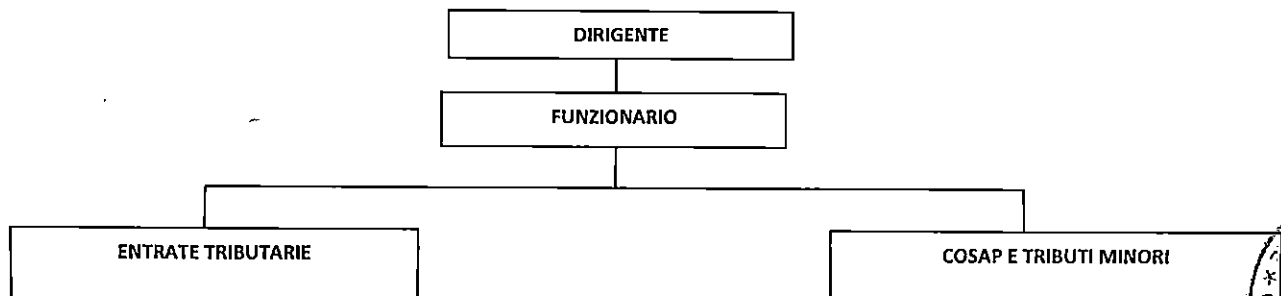 DIRIGENTE
FUNZIONARIO
ENTRATE TRIBUTARIE
COSAP E TRIBUTI MINORI